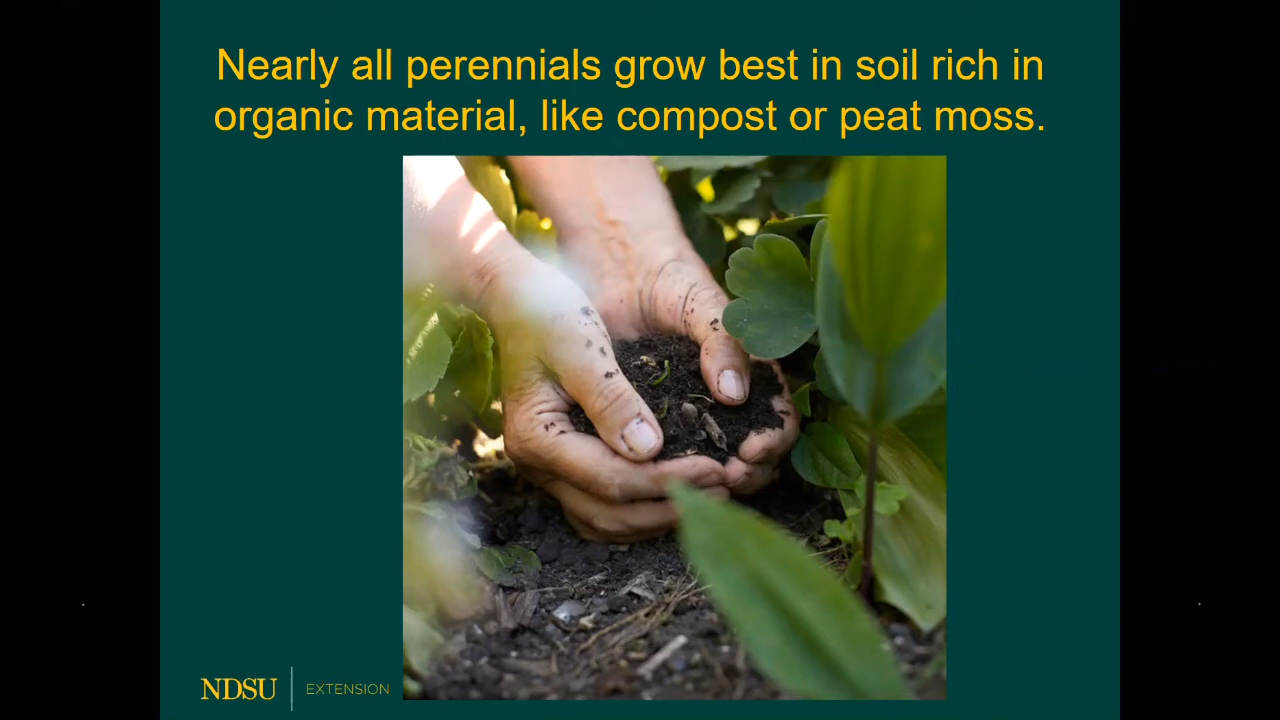 Nearly all perennials grow best in soil rich in
organic material, like compost or peat moss.
NDSU EXTENSION